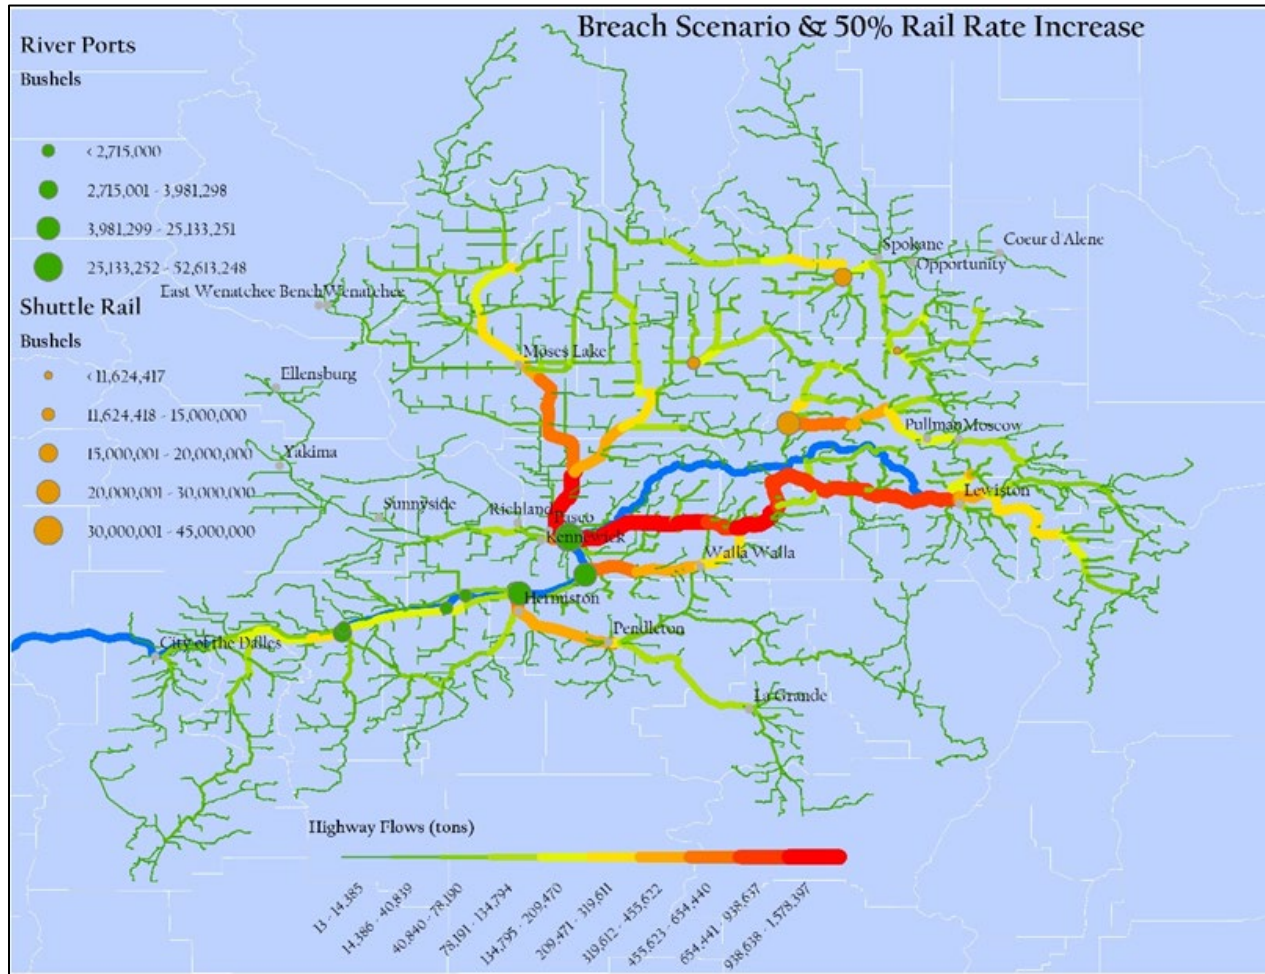 Breach Scenario & 50% Rail Rate Increase
River Ports
Bushels
< 2,715,000
2,715,001 - 3,981,298
3,981,299 - 25,133,251
25,133,252 - 52,613,248
Shuttle Rail
Bushels
< 11,624,417
11,624,418 - 15,000,000
15,000,001 - 20,000,000
20,000,001 - 30,000,000
30,000,001 - 45,000,000
Spokane
Coeur d Alene
Opportunity
East Wenatchee Bench
Wenatchee
Moses Lake
Ellensburg
Pullman
Moscow
Yakima
Sunnyside
Richland
Pasco
Kennewick
Lewiston
Walla Walla
Hermiston
Pendleton
City of the Dalles
La Grande
Highway Flows (tons)
13 - 14,385
14,386 - 40,839
40,840 - 78,190
78,191 - 134,794
134,795 - 209,470
209,471 - 319,611
319,612 - 455,622
455,623 - 654,440
654,441 - 938,637
938,638 - 1,578,397